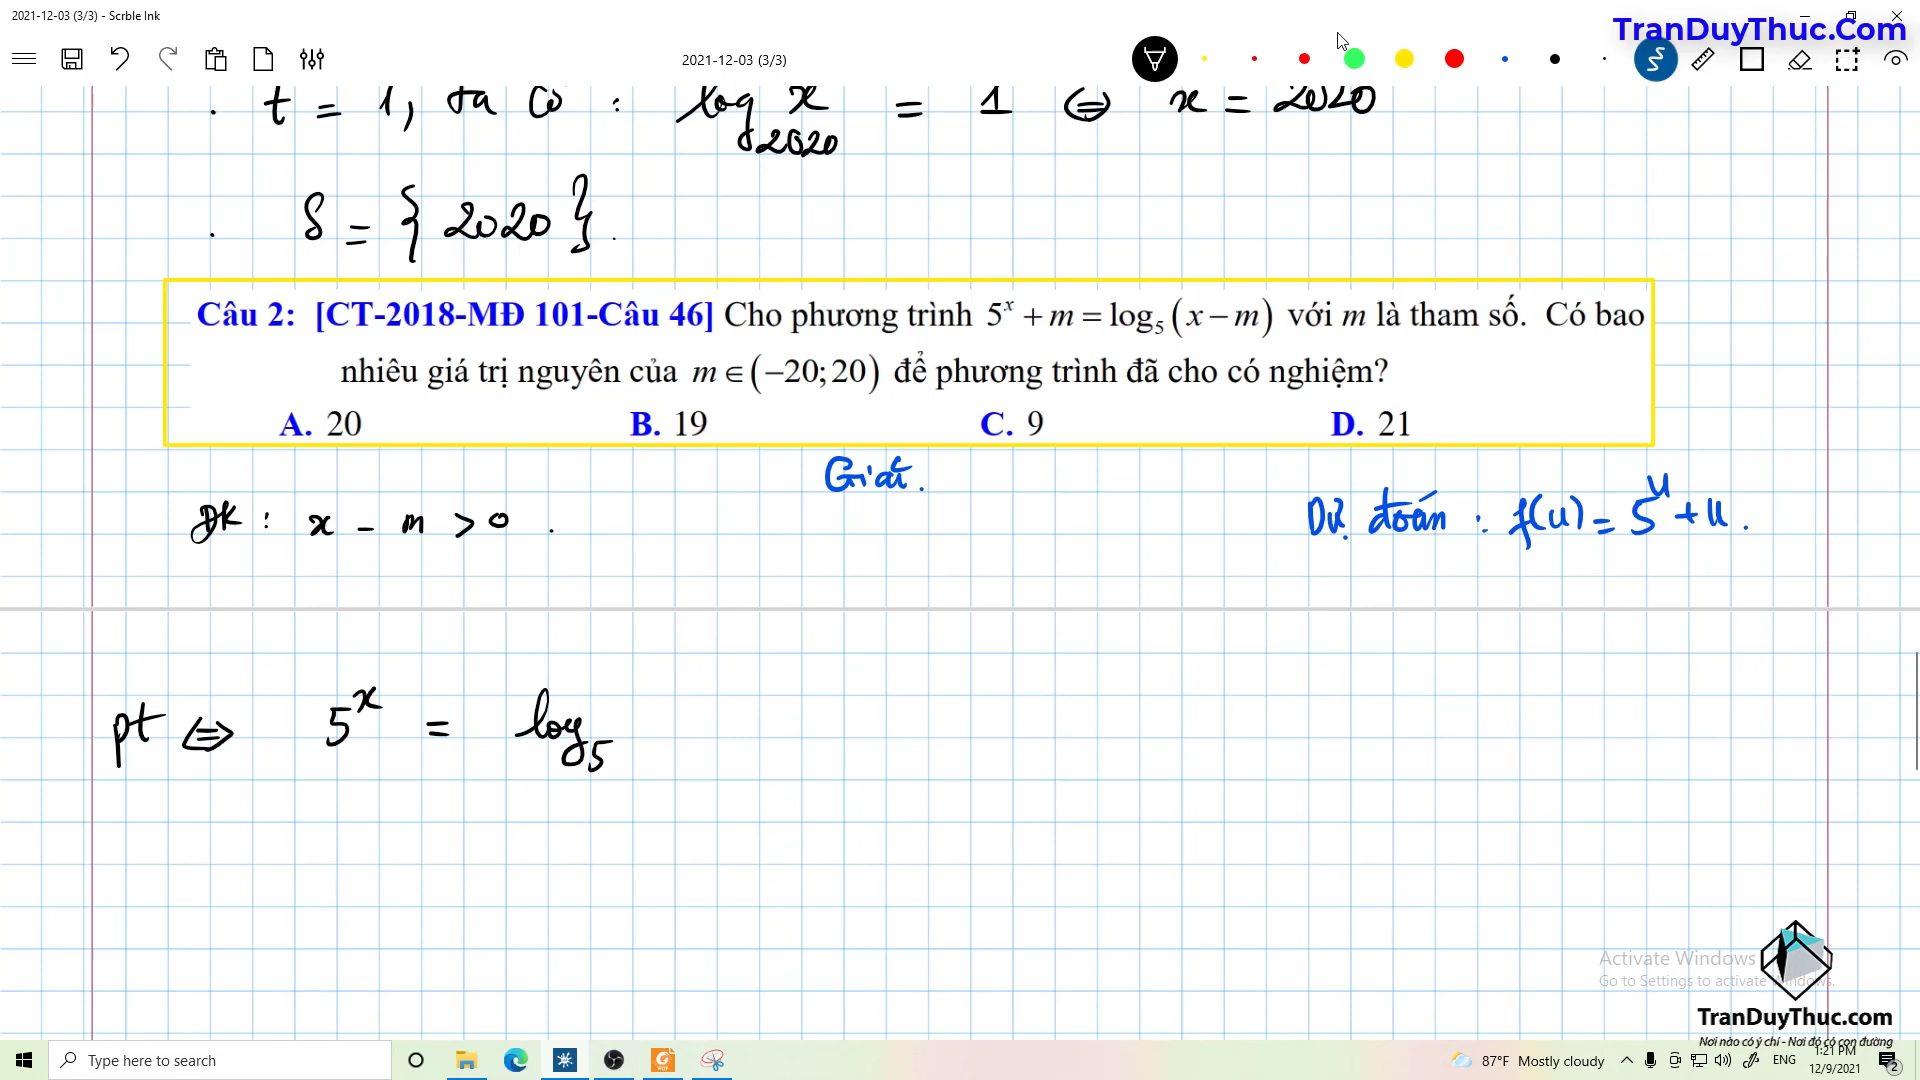 2021-12-03 (3/3) - Scrble Ink
TranDuyThuc.Com
2021-12-03 (3/3)
. t = 1, ta có : log₂₀₂₀ x = 1 ⇔ x = 2020
. S = { 2020 }.
Câu 2: [CT-2018-MĐ 101-Câu 46] Cho phương trình 5ˣ + m = log₅ (x − m) với m là tham số. Có bao
nhiêu giá trị nguyên của m ∈ (−20; 20) để phương trình đã cho có nghiệm?
A. 20 B. 19 C. 9 D. 21
Giải.
ĐK : x - m > 0 .
Dự đoán : f(u) = 5ᵘ + u .
pt ⇔ 5ˣ = log₅
Activate Windows
Go to Settings to activate Windows.
TranDuyThuc.com
Nơi nào có ý chí - Nơi đó có con đường
Type here to search
87°F Mostly cloudy
ENG
1:21 PM
12/9/2021
2